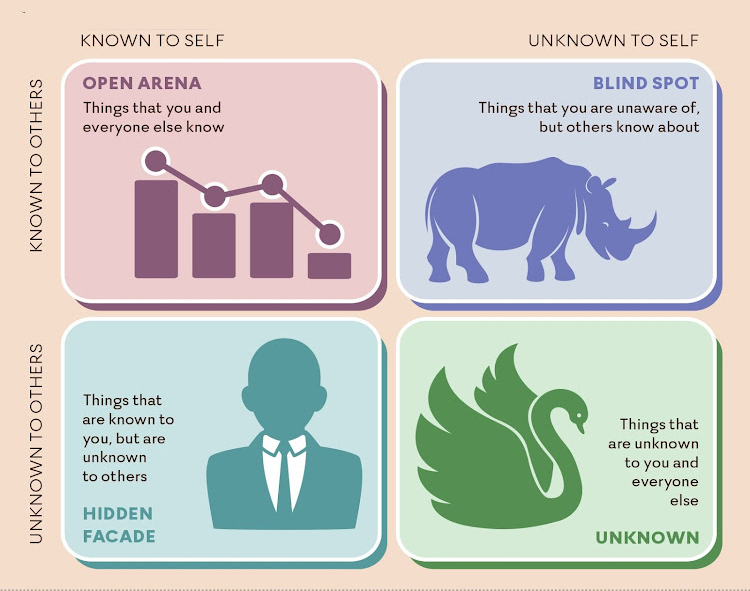 KNOWN TO SELF
UNKNOWN TO SELF
KNOWN TO OTHERS
OPEN ARENA
Things that you and
everyone else know
BLIND SPOT
Things that you are unaware of,
but others know about
UNKNOWN TO OTHERS
Things that
are known to
you, but are
unknown
to others
HIDDEN
FACADE
Things that
are unknown
to you and
everyone
else
UNKNOWN